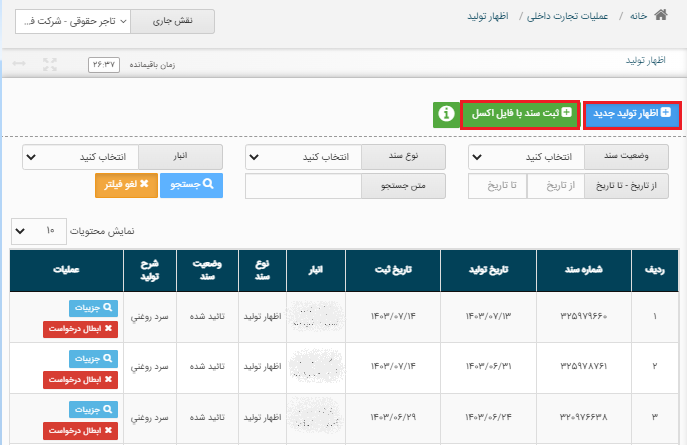 خانه / عملیات تجارت داخلی / اظهار تولید
نقش جاری
تاجر حقوقی - شرکت فـ...
اظهار تولید
زمان باقیمانده ۲۶:۳۷
اظهار تولید جدید
ثبت سند با فایل اکسل
وضعیت سند انتخاب کنید نوع سند انتخاب کنید انبار انتخاب کنید
از تاریخ - تا تاریخ از تاریخ تا تاریخ متن جستجو جستجو لغو فیلتر
نمایش محتویات ۱۰
ردیف شماره سند تاریخ تولید تاریخ ثبت انبار نوع سند وضعیت سند شرح تولید عملیات
۱ ۳۲۵۹۷۹۶۶۰ ۱۴۰۳/۰۷/۱۳ ۱۴۰۳/۰۷/۱۴ اظهار تولید تائید شده سرد روغني جزییات
ابطال درخواست
۲ ۳۲۵۹۷۸۷۶۱ ۱۴۰۳/۰۶/۳۱ ۱۴۰۳/۰۷/۱۴ اظهار تولید تائید شده سرد روغني جزییات
ابطال درخواست
۳ ۳۲۰۹۷۶۶۳۸ ۱۴۰۳/۰۶/۲۴ ۱۴۰۳/۰۶/۲۹ اظهار تولید تائید شده سرد روغني جزییات
ابطال درخواست